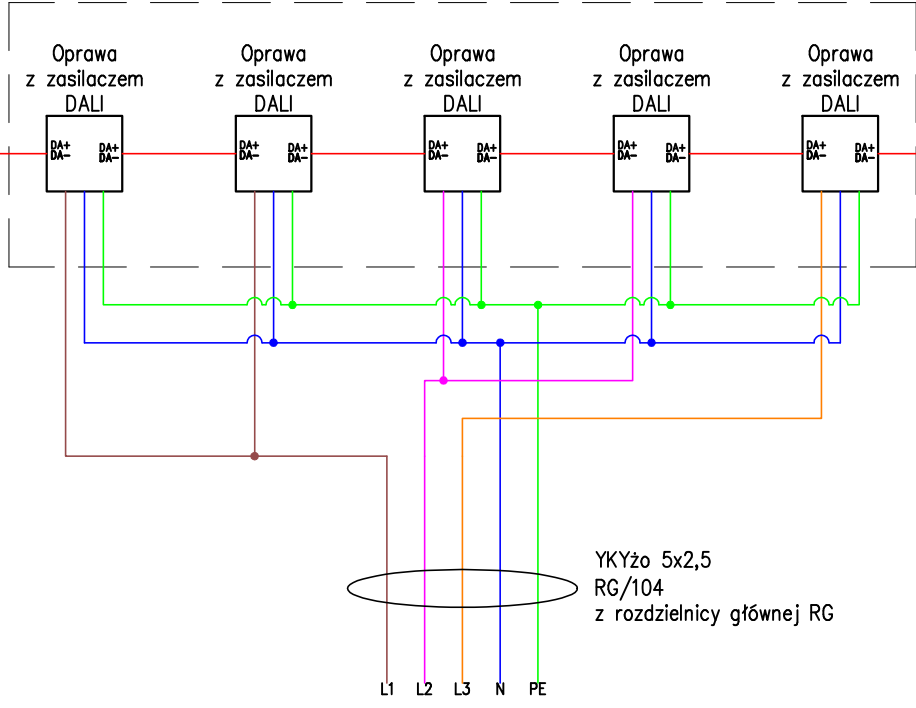 Oprawa
z zasilaczem
DALI
Oprawa
z zasilaczem
DALI
Oprawa
z zasilaczem
DALI
Oprawa
z zasilaczem
DALI
Oprawa
z zasilaczem
DALI
DA+
DA-
DA+
DA-
DA+
DA-
DA+
DA-
DA+
DA-
DA+
DA-
DA+
DA-
DA+
DA-
DA+
DA-
DA+
DA-
YKYżo 5x2,5
RG/104
z rozdzielnicy głównej RG
L1 L2 L3 N PE